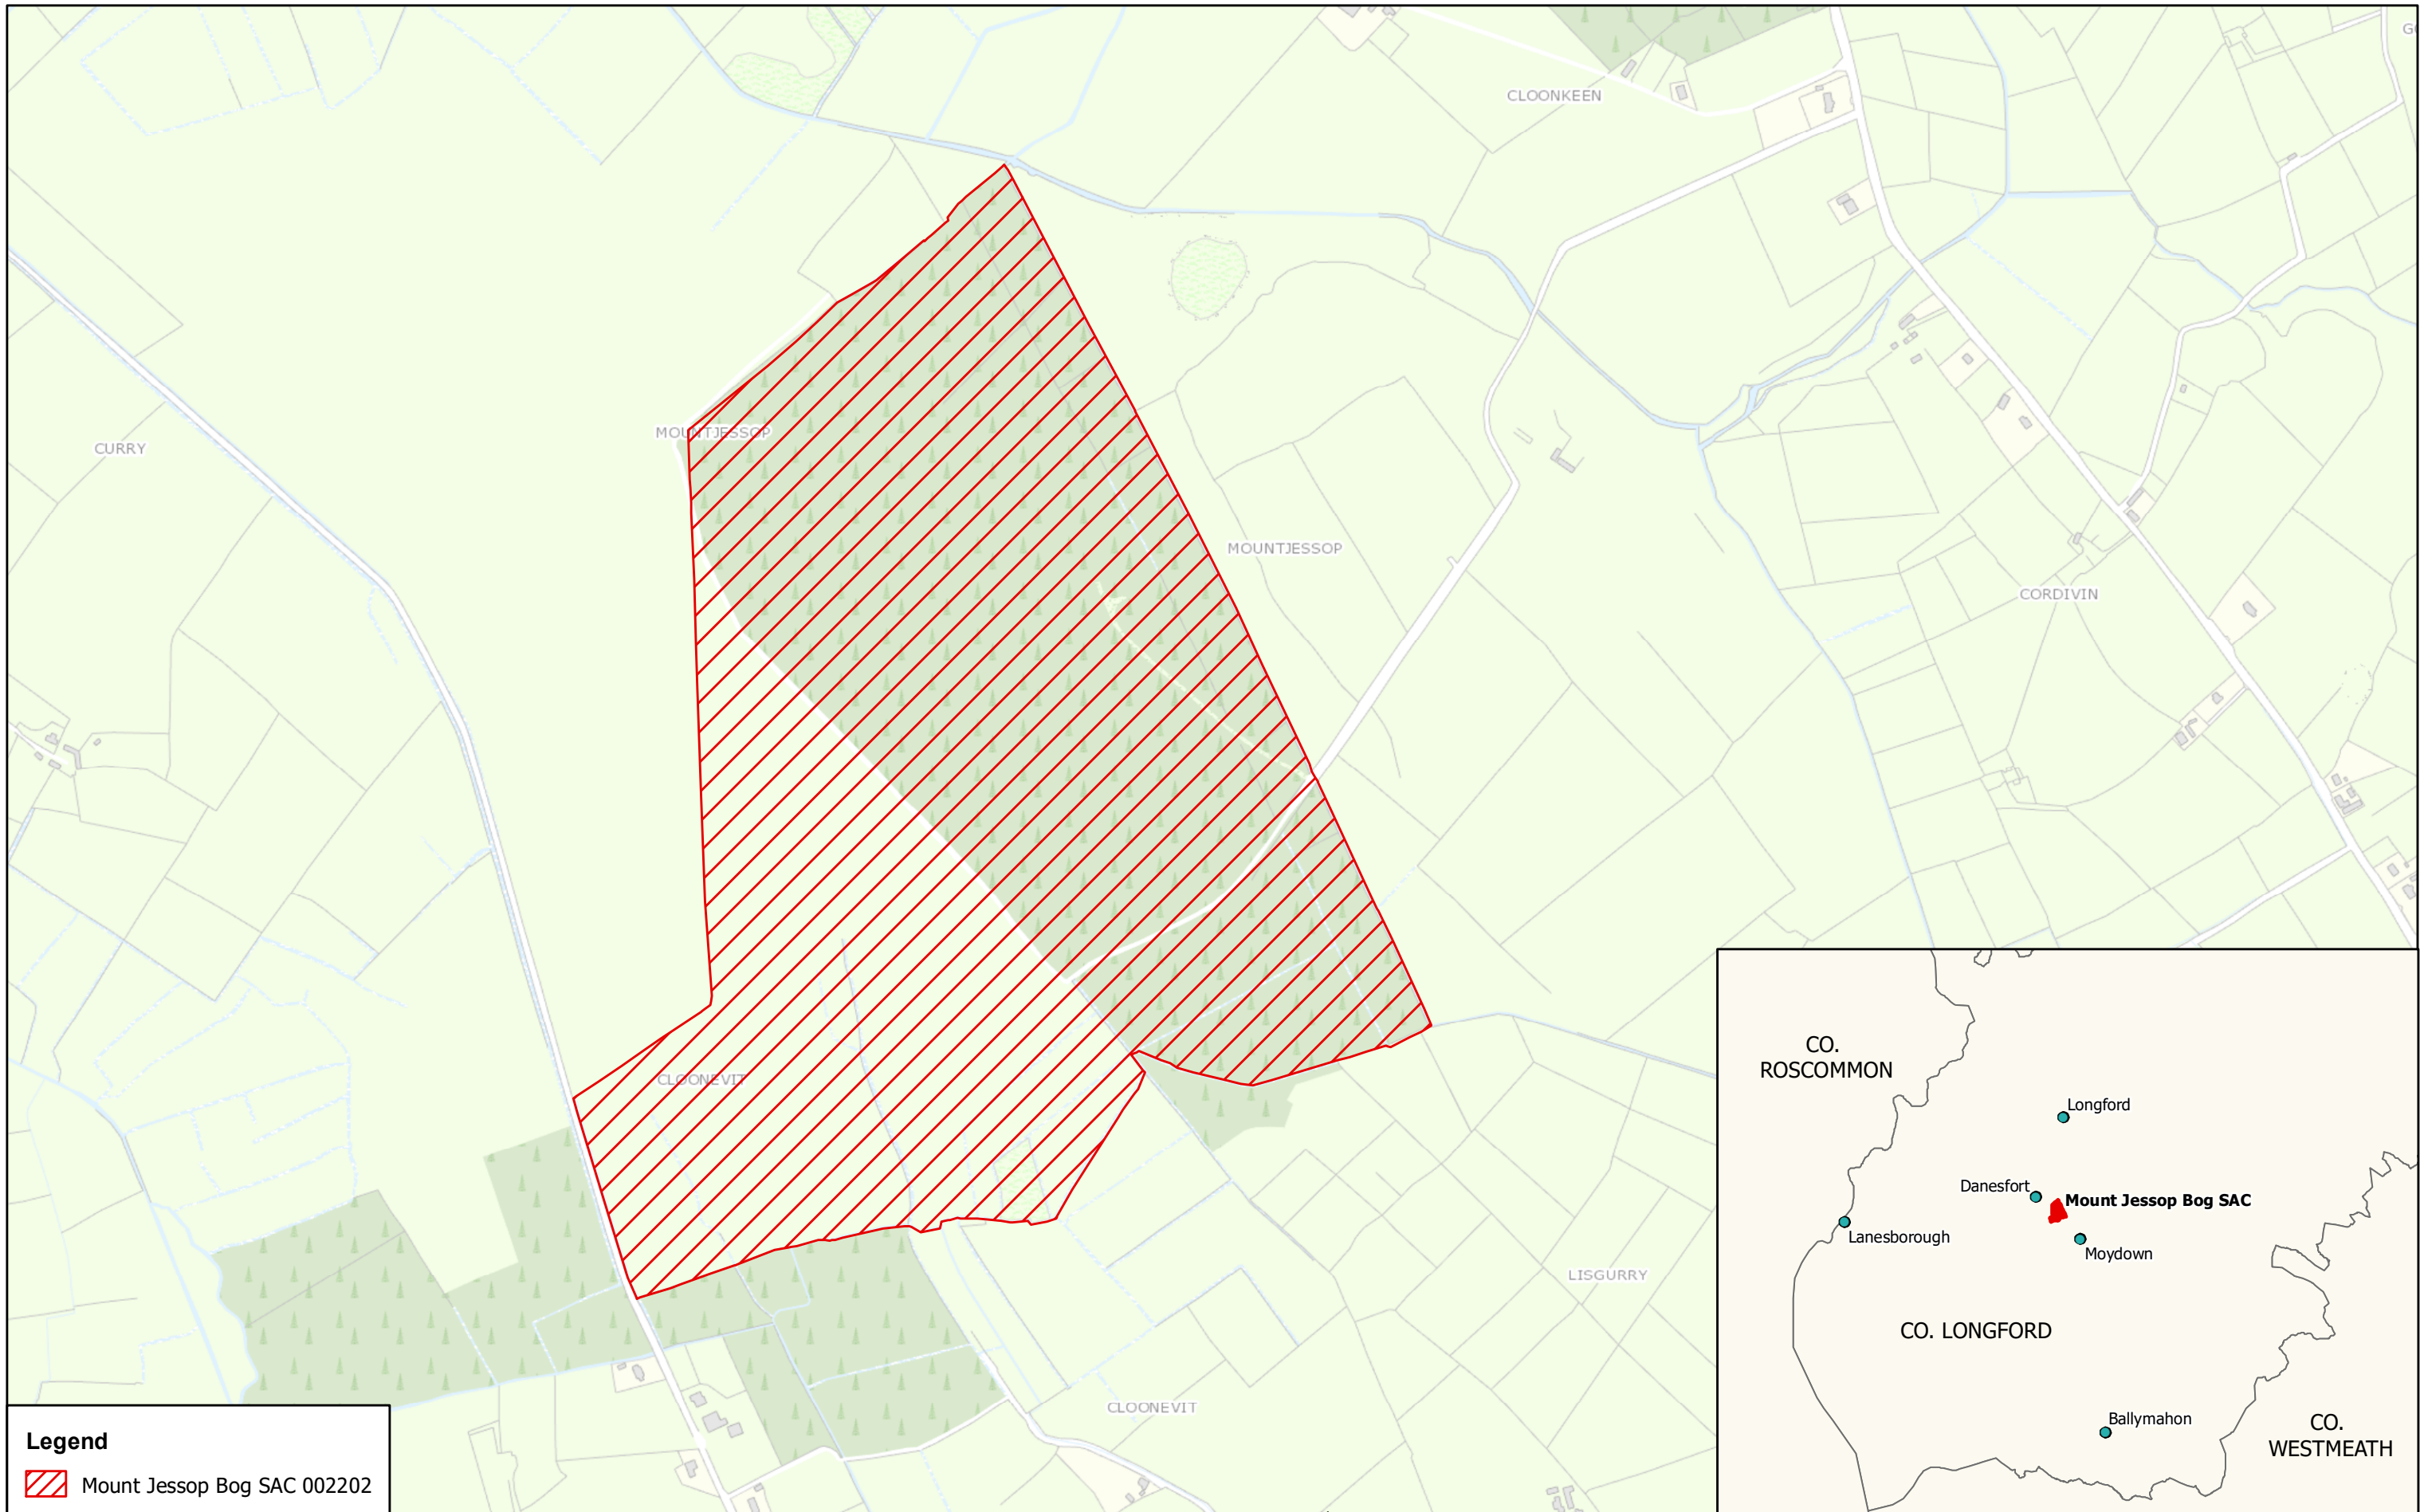 CLOONKEEN
CURRY
MOUNTJESSOP
MOUNTJESSOP
CORDIVIN
CLOONEVIT
LISGURRY
CLOONEVIT
Legend
Mount Jessop Bog SAC 002202
CO.
ROSCOMMON
Longford
Danesfort
Mount Jessop Bog SAC
Lanesborough
Moydown
CO. LONGFORD
Ballymahon
CO.
WESTMEATH